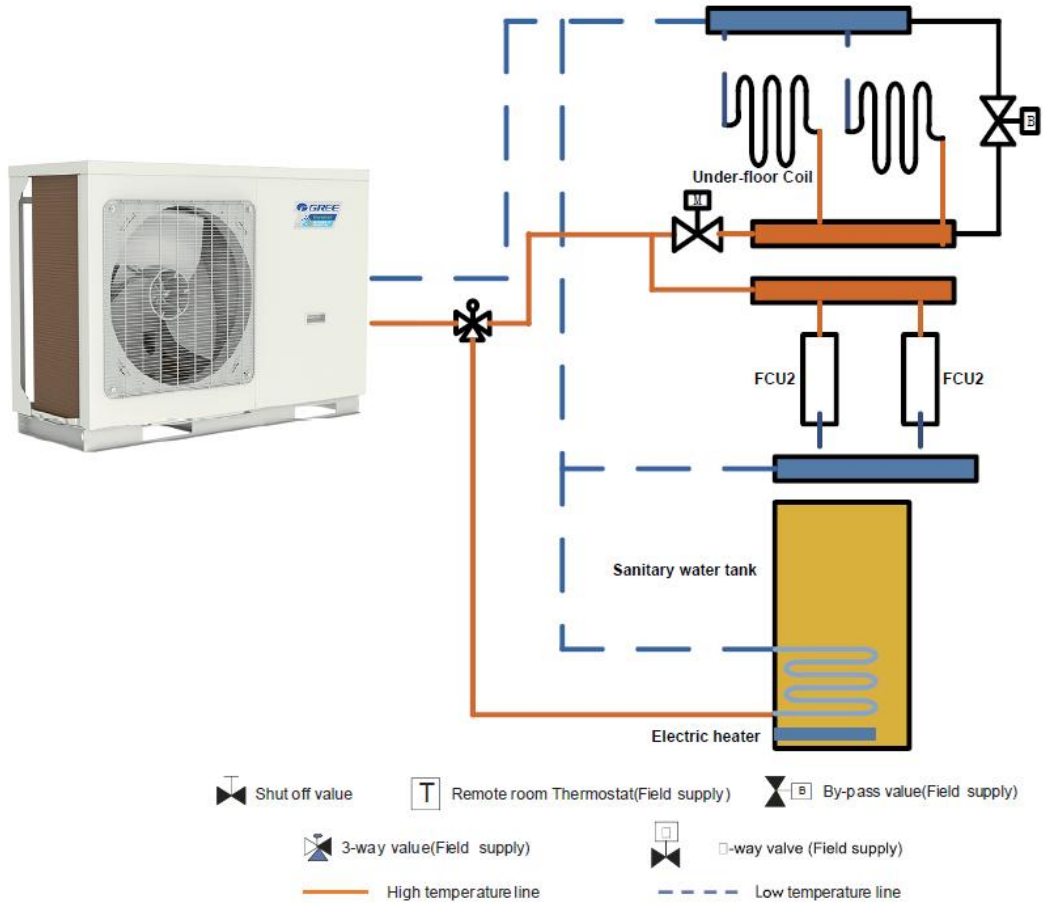 GREE
B
Under-floor Coil
M
FCU2
FCU2
Sanitary water tank
Electric heater
Shut off value
T Remote room Thermostat(Field supply)
B By-pass value(Field supply)
3-way value(Field supply)
□-way valve (Field supply)
High temperature line
Low temperature line